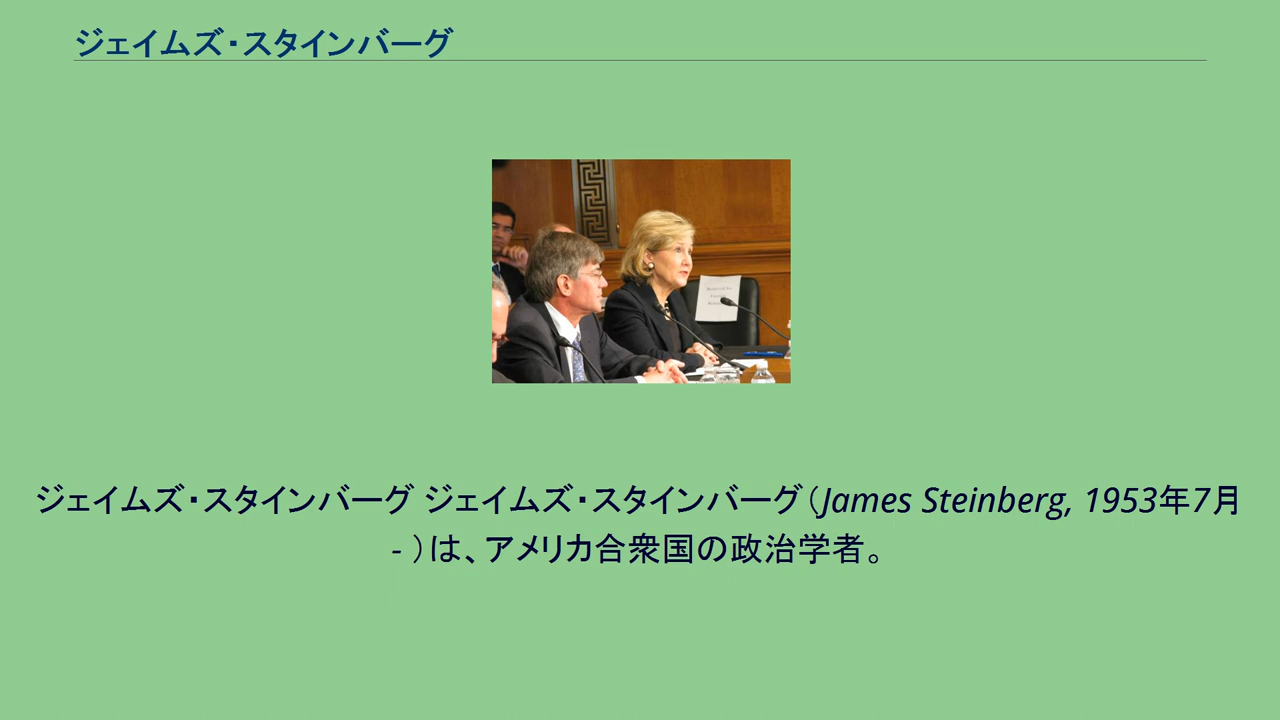 ジェイムズ・スタインバーグ
ジェイムズ・スタインバーグ ジェイムズ・スタインバーグ（James Steinberg, 1953年7月
- ）は、アメリカ合衆国の政治学者。